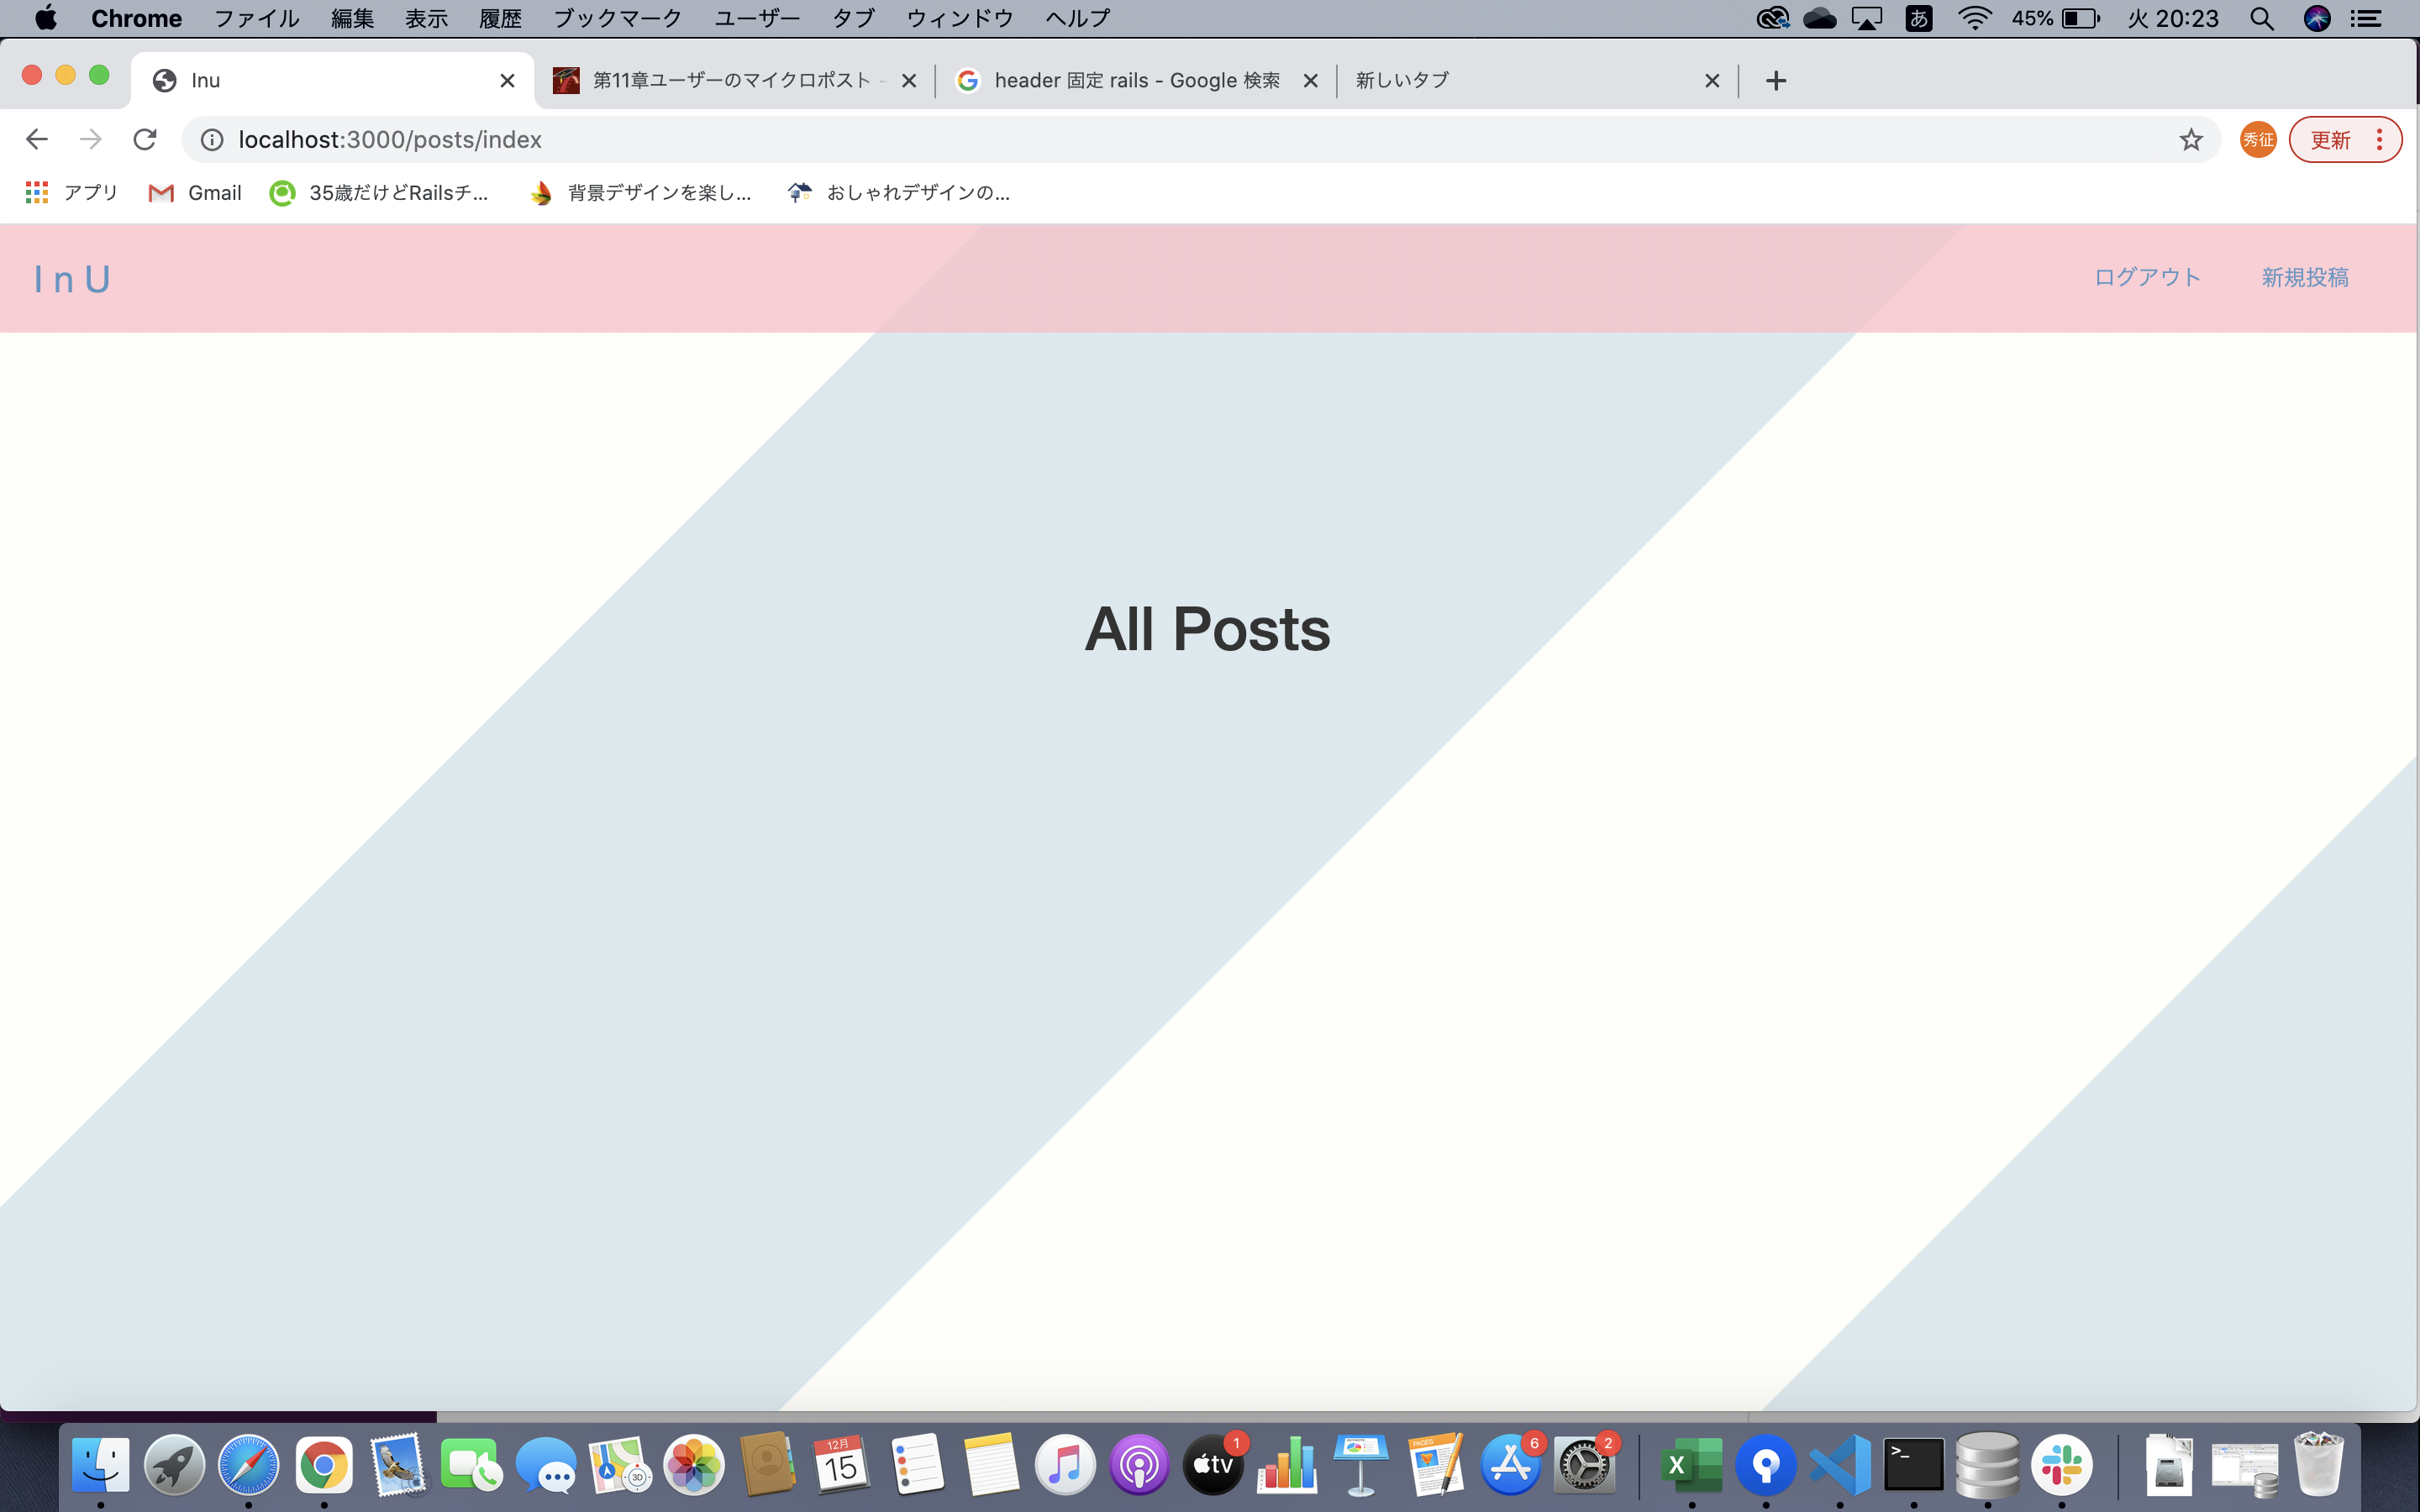 Chrome ファイル 編集 表示 履歴 ブックマーク ユーザー タブ ウィンドウ ヘルプ あ 45% 火 20:23
Inu 第11章ユーザーのマイクロポスト - header 固定 rails - Google 検索 新しいタブ
localhost:3000/posts/index 秀征 更新
アプリ Gmail 35歳だけどRailsチ... 背景デザインを楽し... おしゃれデザインの...
InU ログアウト 新規投稿
All Posts
12月
15
3D
tv
1
PAGES
6
2
X
>_